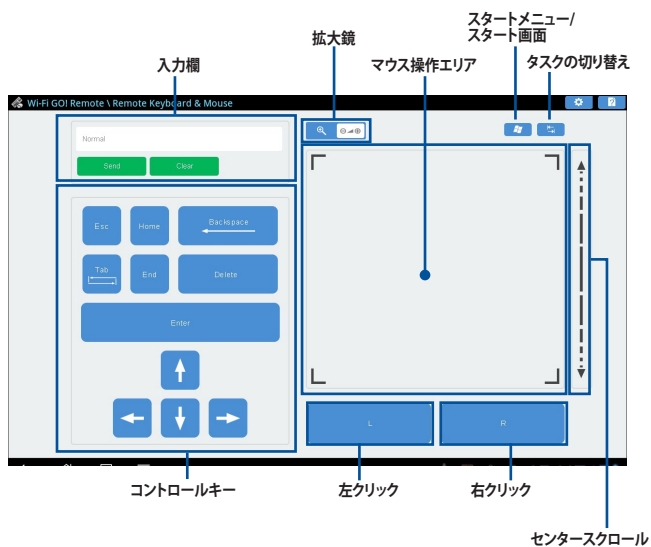 スタートメニュー/
スタート画面
拡大鏡
入力欄
マウス操作エリア
タスクの切り替え
Wi-Fi GO! Remote \ Remote Keyboard & Mouse
Normal
Send
Clear
Esc
Home
Backspace
Tab
End
Delete
Enter
L
R
コントロールキー
左クリック
右クリック
センタースクロール